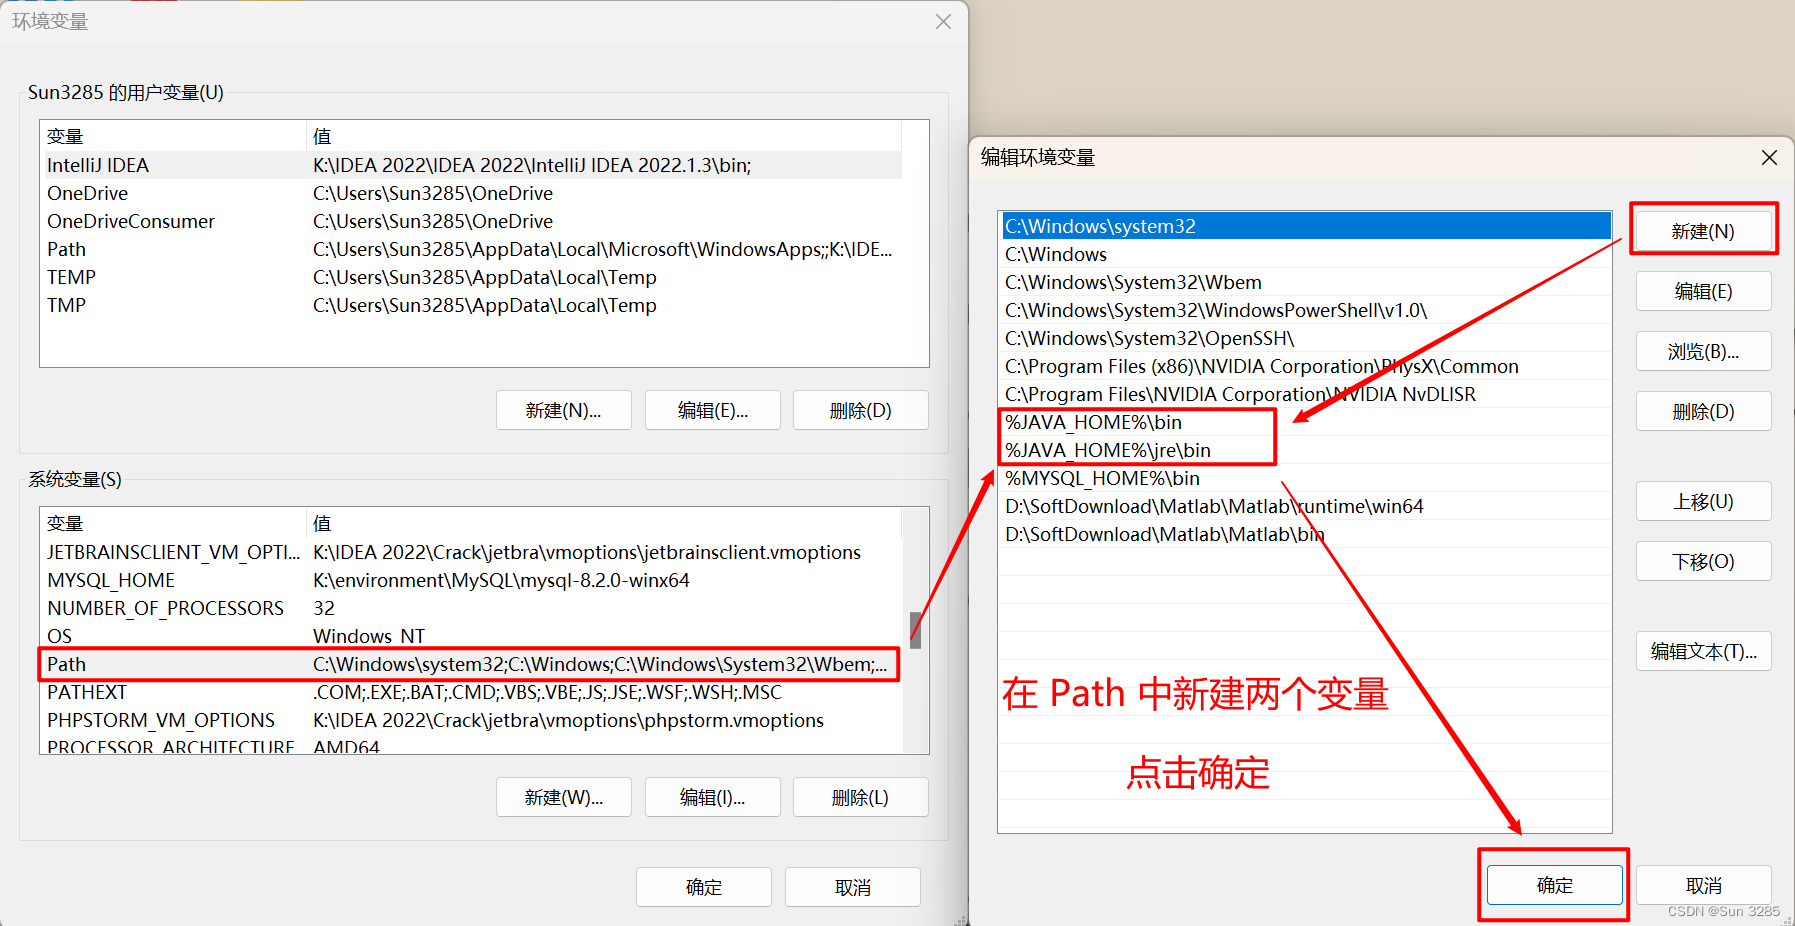 环境变量
Sun3285 的用户变量(U)
变量 值
IntelliJ IDEA K:\IDEA 2022\IDEA 2022\IntelliJ IDEA 2022.1.3\bin;
OneDrive C:\Users\Sun3285\OneDrive
OneDriveConsumer C:\Users\Sun3285\OneDrive
Path C:\Users\Sun3285\AppData\Local\Microsoft\WindowsApps;;K:\IDE...
TEMP C:\Users\Sun3285\AppData\Local\Temp
TMP C:\Users\Sun3285\AppData\Local\Temp
新建(N)... 编辑(E)... 删除(D)
系统变量(S)
变量 值
JETBRAINSCLIENT_VM_OPTI... K:\IDEA 2022\Crack\jetbra\vmoptions\jetbrainsclient.vmoptions
MYSQL_HOME K:\environment\MySQL\mysql-8.2.0-winx64
NUMBER_OF_PROCESSORS 32
OS Windows_NT
Path C:\Windows\system32;C:\Windows;C:\Windows\System32\Wbem;...
PATHEXT .COM;.EXE;.BAT;.CMD;.VBS;.VBE;.JS;.JSE;.WSF;.WSH;.MSC
PHPSTORM_VM_OPTIONS K:\IDEA 2022\Crack\jetbra\vmoptions\phpstorm.vmoptions
PROCESSOR_ARCHITECTURE AMD64
新建(W)... 编辑(I)... 删除(L)
确定 取消
编辑环境变量
C:\Windows\system32
C:\Windows
C:\Windows\System32\Wbem
C:\Windows\System32\WindowsPowerShell\v1.0\
C:\Windows\System32\OpenSSH\
C:\Program Files (x86)\NVIDIA Corporation\PhysX\Common
C:\Program Files\NVIDIA Corporation\NVIDIA NvDLISR
%JAVA_HOME%\bin
%JAVA_HOME%\jre\bin
%MYSQL_HOME%\bin
D:\SoftDownload\Matlab\Matlab\runtime\win64
D:\SoftDownload\Matlab\Matlab\bin
新建(N)
编辑(E)
浏览(B)...
删除(D)
上移(U)
下移(O)
编辑文本(T)...
在 Path 中新建两个变量
点击确定
确定 取消
CSDN @Sun 3285